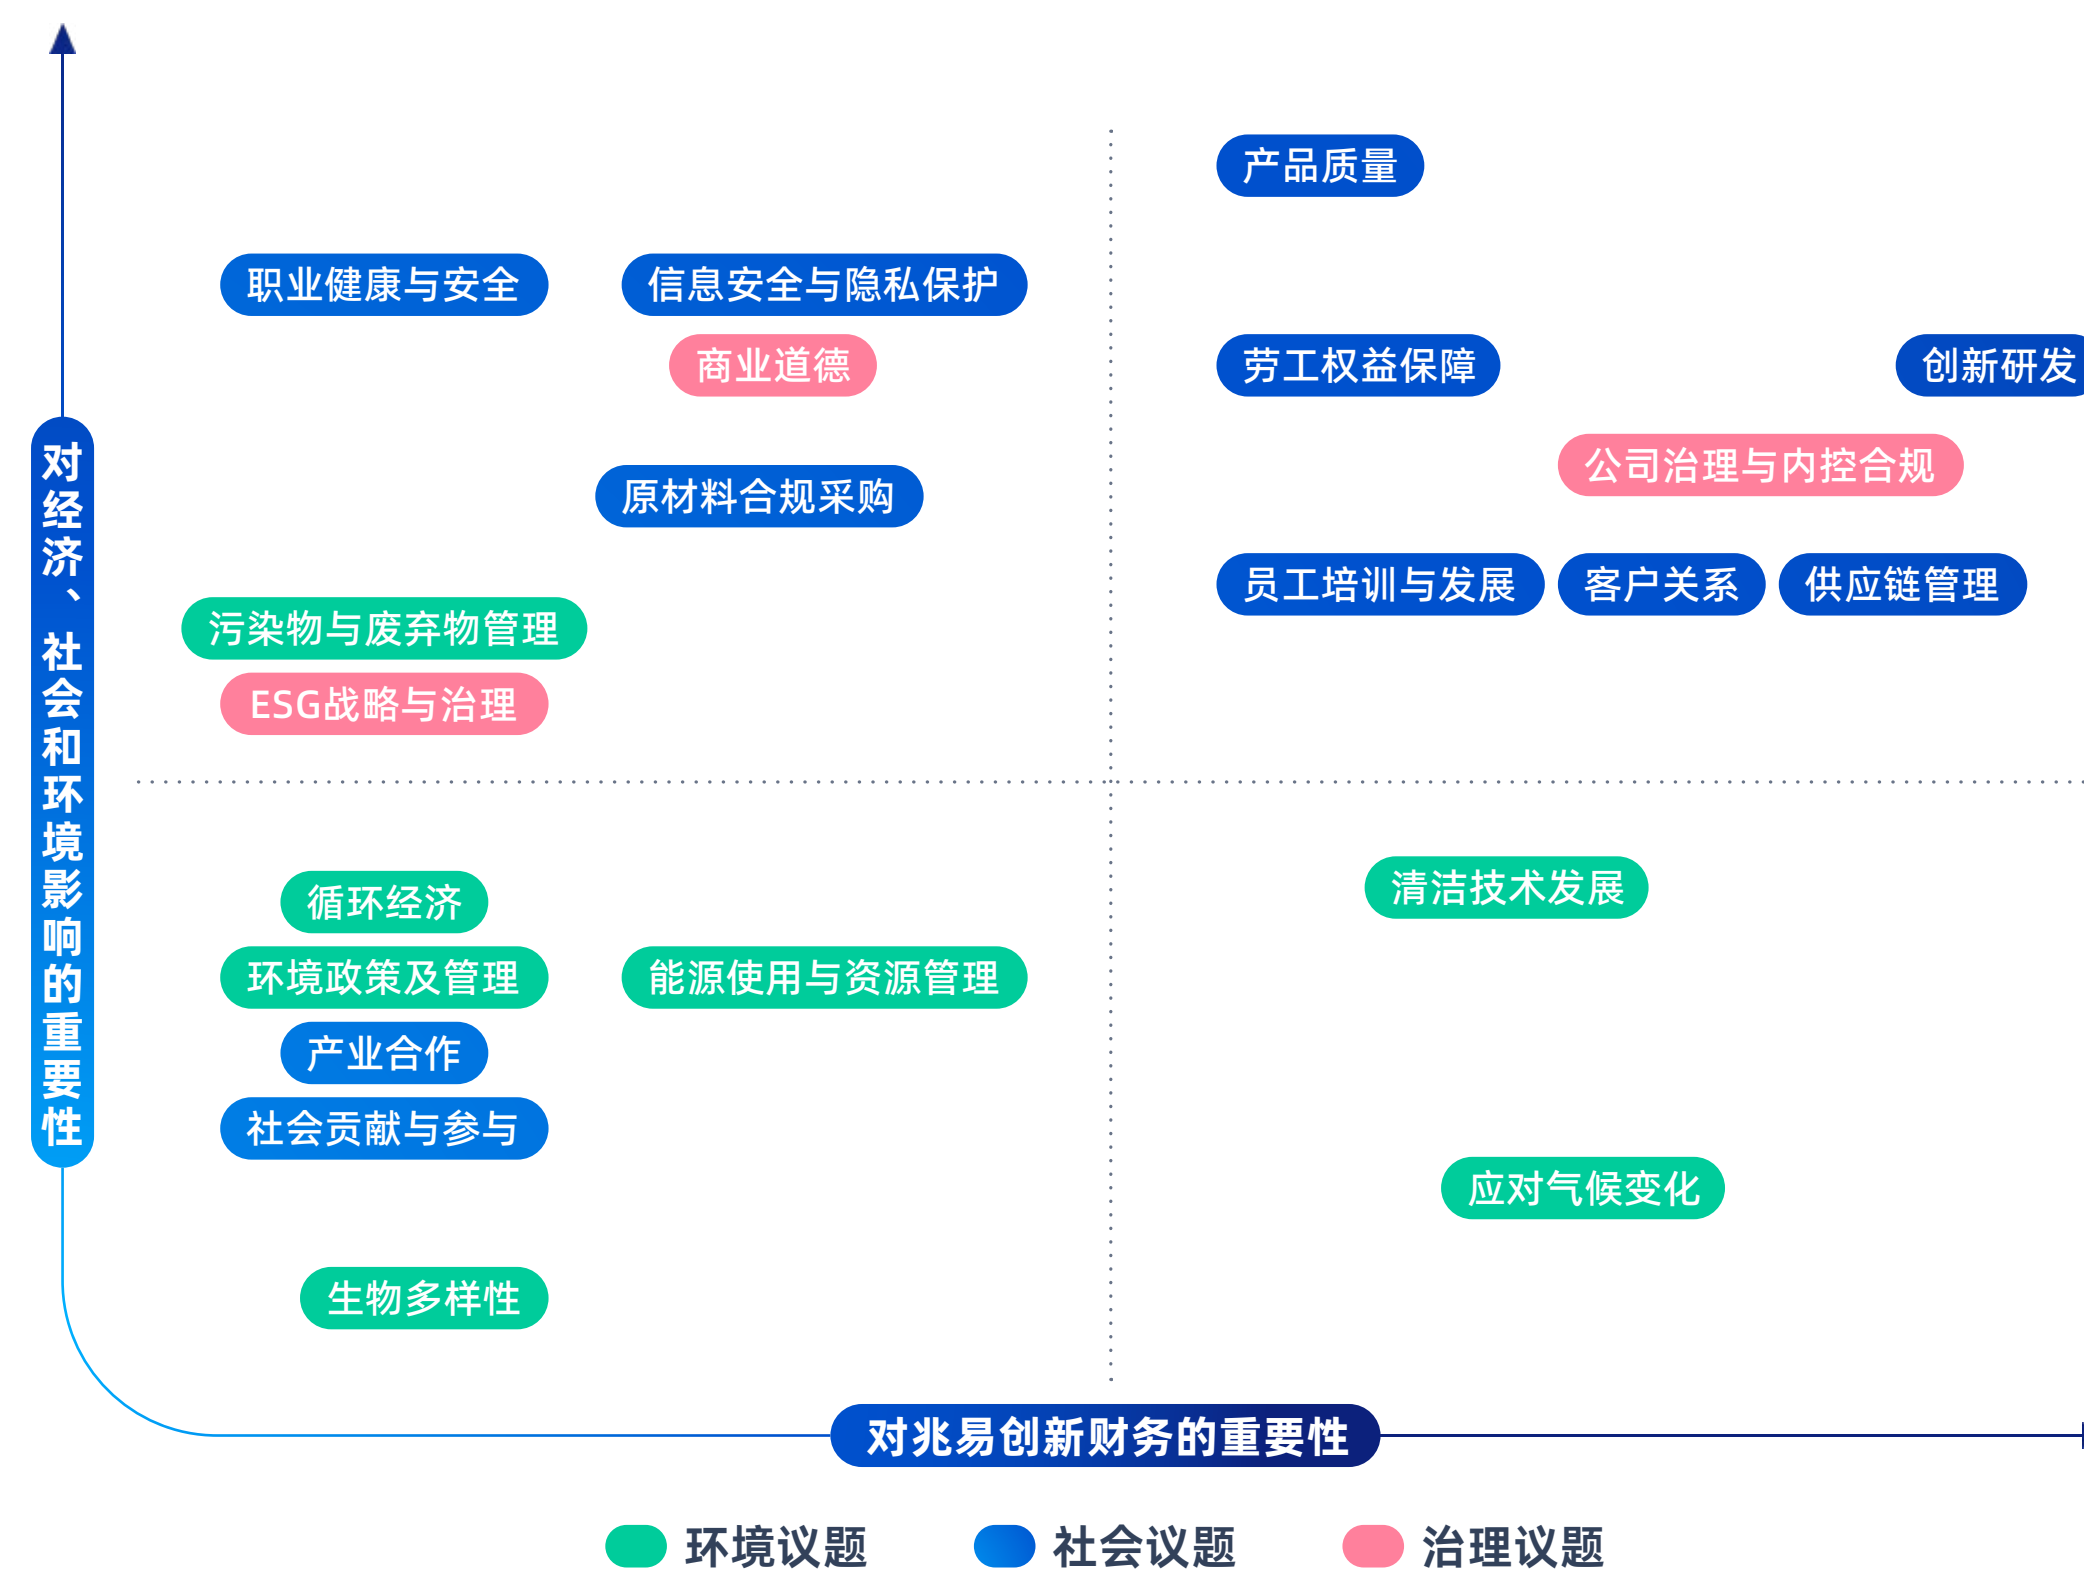 产品质量
职业健康与安全
信息安全与隐私保护
商业道德
劳工权益保障
创新研发
公司治理与内控合规
原材料合规采购
员工培训与发展
客户关系
供应链管理
污染物与废弃物管理
ESG战略与治理
对经济、社会和环境影响的重要性
循环经济
清洁技术发展
环境政策及管理
能源使用与资源管理
产业合作
社会贡献与参与
应对气候变化
生物多样性
对兆易创新财务的重要性
环境议题
社会议题
治理议题